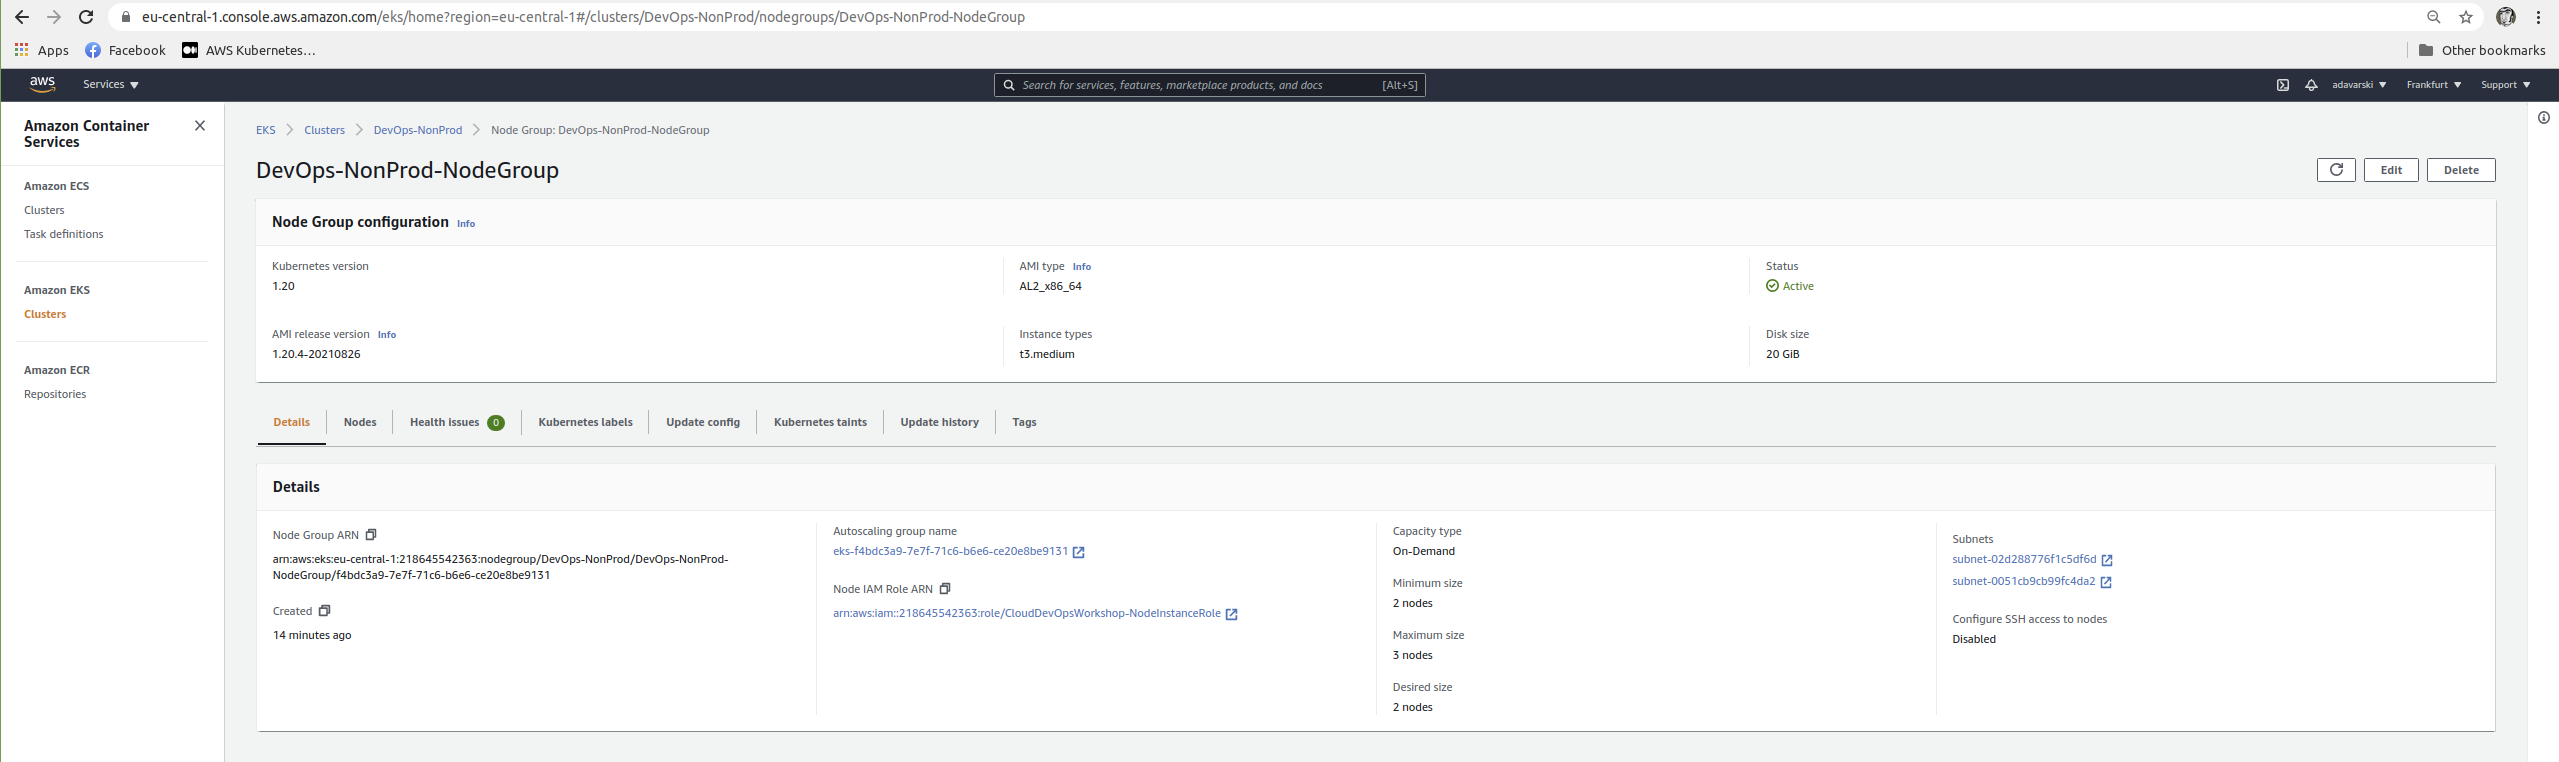 eu-central-1.console.aws.amazon.com/eks/home?region=eu-central-1#/clusters/DevOps-NonProd/nodegroups/DevOps-NonProd-NodeGroup
Apps Facebook AWS Kubernetes... Other bookmarks
aws Services Search for services, features, marketplace products, and docs [Alt+S] adavarski Frankfurt Support
Amazon Container
Services
Amazon ECS
Clusters
Task definitions
Amazon EKS
Clusters
Amazon ECR
Repositories
EKS Clusters DevOps-NonProd Node Group: DevOps-NonProd-NodeGroup
DevOps-NonProd-NodeGroup
Edit Delete
Node Group configuration Info
Kubernetes version
1.20
AMI type Info
AL2_x86_64
Status
Active
AMI release version Info
1.20.4-20210826
Instance types
t3.medium
Disk size
20 GiB
Details Nodes Health issues 0 Kubernetes labels Update config Kubernetes taints Update history Tags
Details
Node Group ARN
arn:aws:eks:eu-central-1:218645542363:nodegroup/DevOps-NonProd/DevOps-NonProd-
NodeGroup/f4bdc3a9-7e7f-71c6-b6e6-ce20e8be9131
Created
14 minutes ago
Autoscaling group name
eks-f4bdc3a9-7e7f-71c6-b6e6-ce20e8be9131
Node IAM Role ARN
arn:aws:iam::218645542363:role/CloudDevOpsWorkshop-NodeInstanceRole
Capacity type
On-Demand
Minimum size
2 nodes
Maximum size
3 nodes
Desired size
2 nodes
Subnets
subnet-02d288776f1c5df6d
subnet-0051cb9cb99fc4da2
Configure SSH access to nodes
Disabled